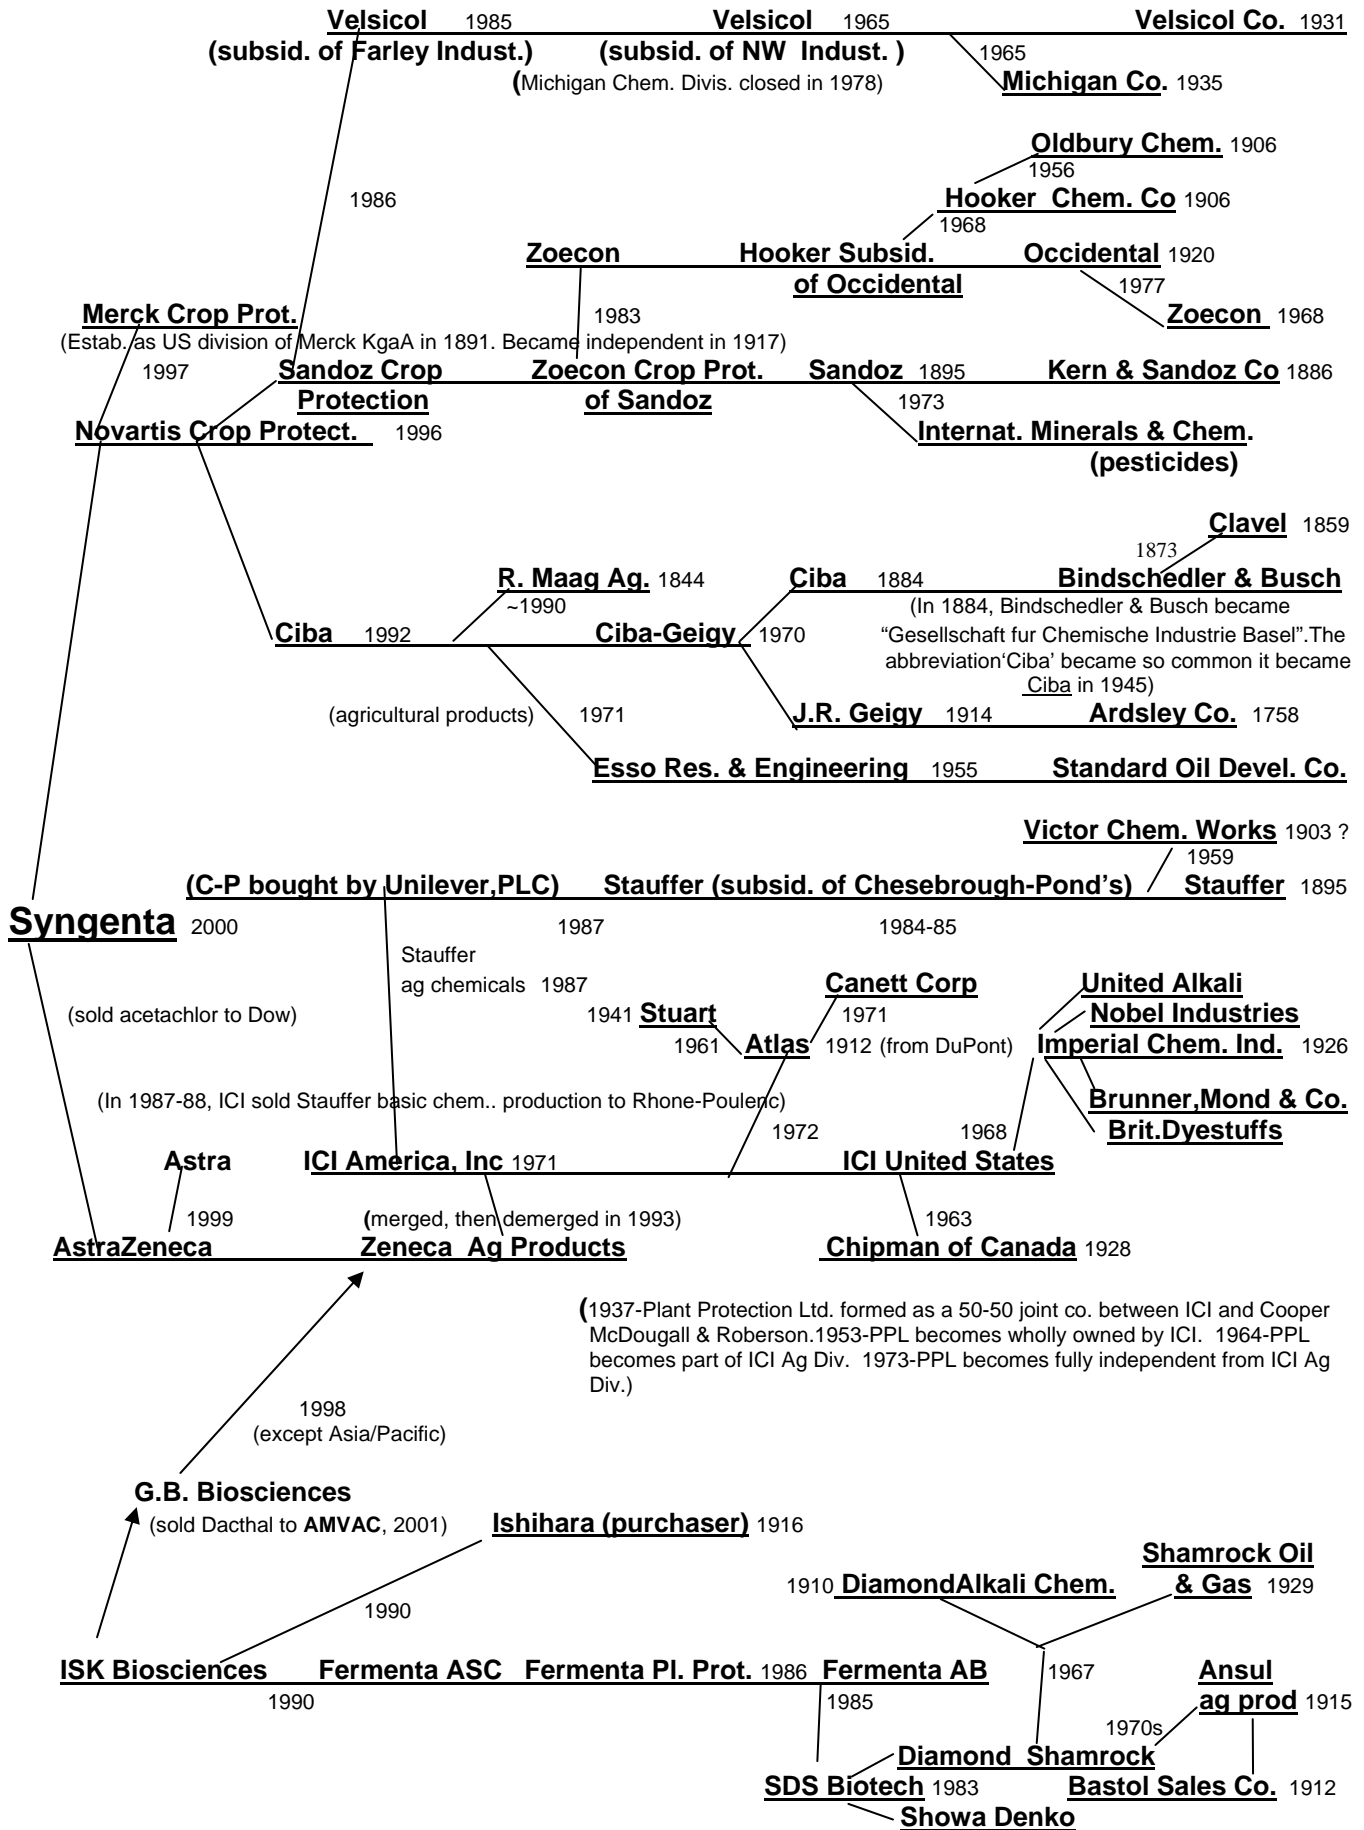 Velsicol 1985 Velsicol 1965 Velsicol Co. 1931
(subsid. of Farley Indust.) (subsid. of NW Indust. ) 1965
(Michigan Chem. Divis. closed in 1978) Michigan Co. 1935
Oldbury Chem. 1906
1956
1986 Hooker Chem. Co 1906
1968
Zoecon Hooker Subsid. Occidental 1920
of Occidental 1977
Merck Crop Prot. 1983 Zoecon 1968
(Estab. as US division of Merck KgaA in 1891. Became independent in 1917)
1997 Sandoz Crop Zoecon Crop Prot. Sandoz 1895 Kern & Sandoz Co 1886
Protection of Sandoz 1973
Novartis Crop Protect. 1996 Internat. Minerals & Chem.
(pesticides)
Clavel 1859
1873
R. Maag Ag. 1844 Ciba 1884 Bindschedler & Busch
~1990 (In 1884, Bindschedler & Busch became
Ciba 1992 Ciba-Geigy 1970 “Gesellschaft fur Chemische Industrie Basel”.The
abbreviation‘Ciba’ became so common it became
Ciba in 1945)
(agricultural products) 1971 J.R. Geigy 1914 Ardsley Co. 1758
Esso Res. & Engineering 1955 Standard Oil Devel. Co.
Victor Chem. Works 1903 ?
1959
(C-P bought by Unilever,PLC) Stauffer (subsid. of Chesebrough-Pond’s) Stauffer 1895
Syngenta 2000 1987 1984-85
Stauffer
ag chemicals 1987 Canett Corp United Alkali
(sold acetachlor to Dow) 1941 Stuart 1971 Nobel Industries
1961 Atlas 1912 (from DuPont) Imperial Chem. Ind. 1926
(In 1987-88, ICI sold Stauffer basic chem.. production to Rhone-Poulenc) Brunner,Mond & Co.
1972 1968 Brit.Dyestuffs
Astra ICI America, Inc 1971 ICI United States
1999 (merged, then demerged in 1993) 1963
AstraZeneca Zeneca Ag Products Chipman of Canada 1928
(1937-Plant Protection Ltd. formed as a 50-50 joint co. between ICI and Cooper
McDougall & Roberson.1953-PPL becomes wholly owned by ICI. 1964-PPL
becomes part of ICI Ag Div. 1973-PPL becomes fully independent from ICI Ag
Div.)
1998
(except Asia/Pacific)
G.B. Biosciences
(sold Dacthal to AMVAC, 2001) Ishihara (purchaser) 1916
Shamrock Oil
1910 DiamondAlkali Chem. & Gas 1929
1990
ISK Biosciences Fermenta ASC Fermenta Pl. Prot. 1986 Fermenta AB 1967 Ansul
1990 1985 ag prod 1915
1970s
Diamond Shamrock
SDS Biotech 1983 Bastol Sales Co. 1912
Showa Denko